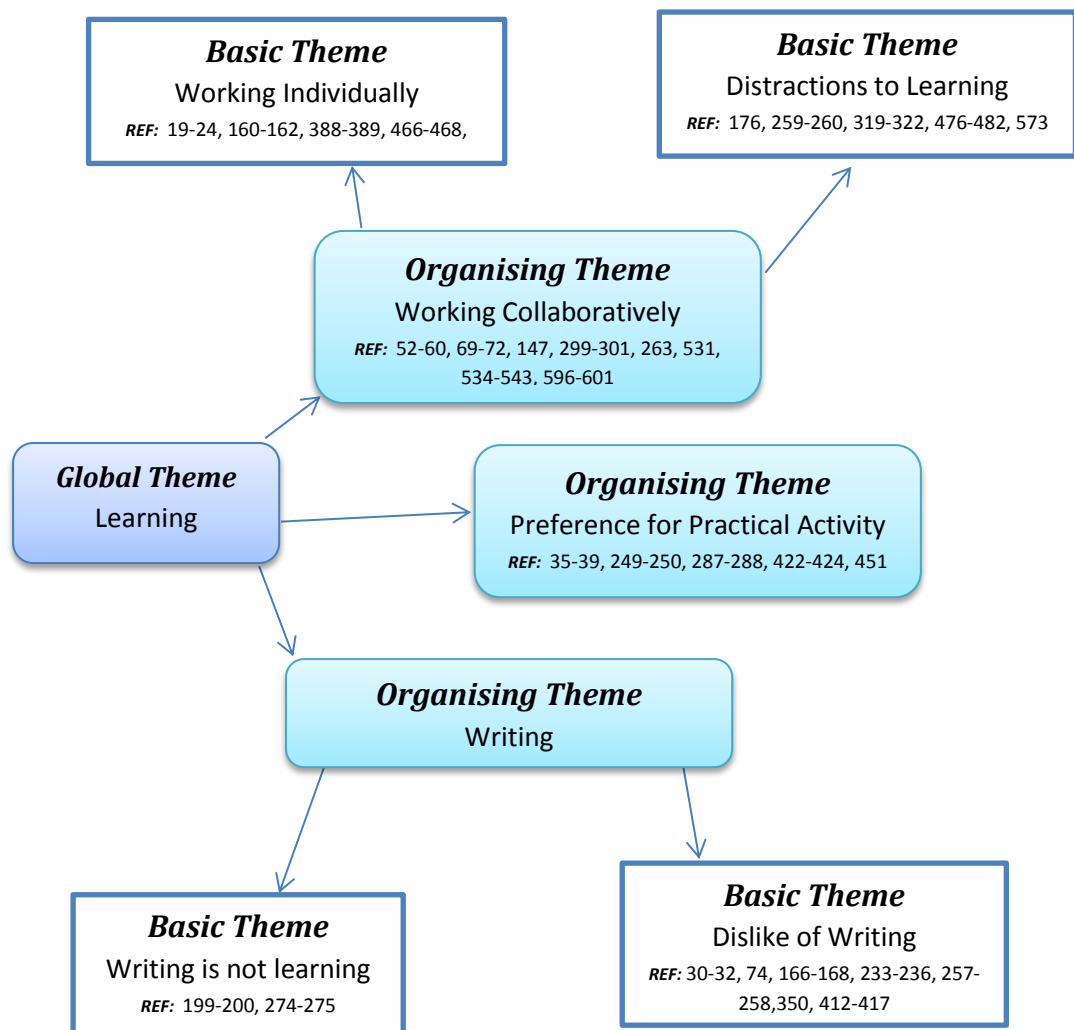 Basic Theme
Working Individually
REF: 19-24, 160-162, 388-389, 466-468,
Basic Theme
Distractions to Learning
REF: 176, 259-260, 319-322, 476-482, 573
Organising Theme
Working Collaboratively
REF: 52-60, 69-72, 147, 299-301, 263, 531,
534-543, 596-601
Global Theme
Learning
Organising Theme
Preference for Practical Activity
REF: 35-39, 249-250, 287-288, 422-424, 451
Organising Theme
Writing
Basic Theme
Writing is not learning
REF: 199-200, 274-275
Basic Theme
Dislike of Writing
REF: 30-32, 74, 166-168, 233-236, 257-
258,350, 412-417